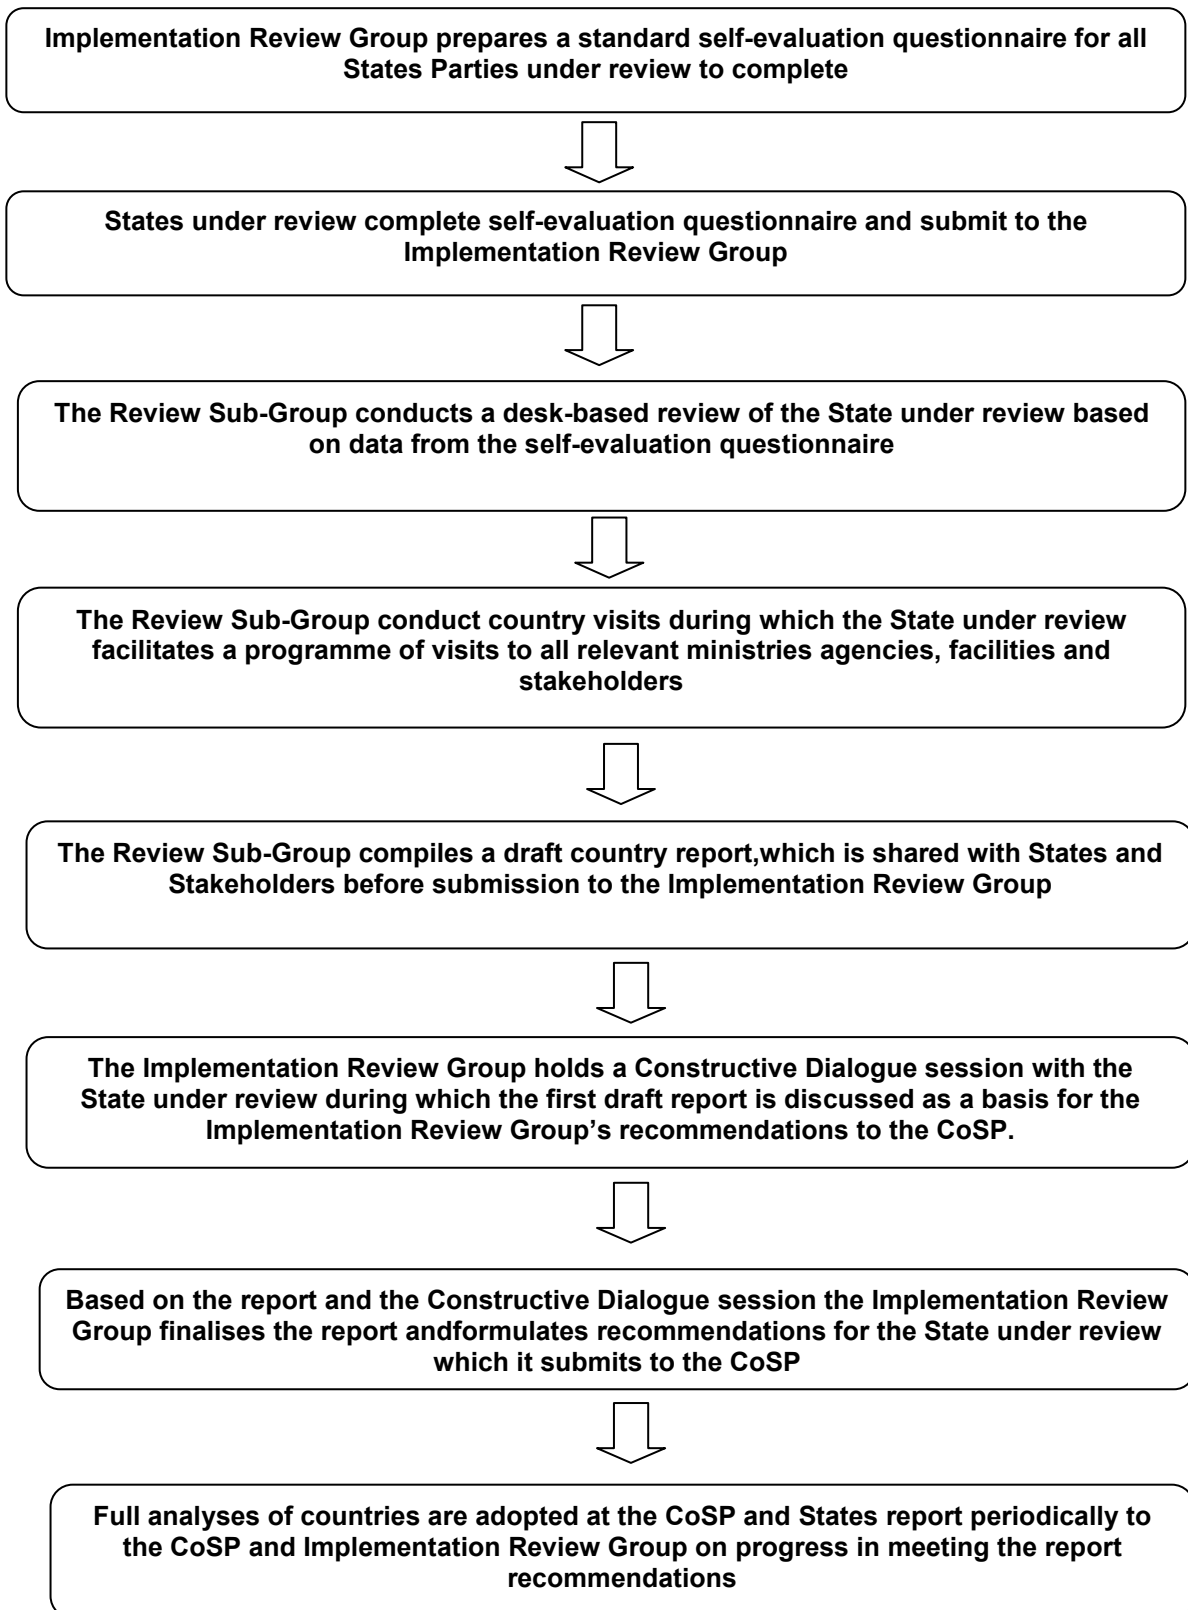 Implementation Review Group prepares a standard self-evaluation questionnaire for all
States Parties under review to complete
States under review complete self-evaluation questionnaire and submit to the
Implementation Review Group
The Review Sub-Group conducts a desk-based review of the State under review based
on data from the self-evaluation questionnaire
The Review Sub-Group conduct country visits during which the State under review
facilitates a programme of visits to all relevant ministries agencies, facilities and
stakeholders
The Review Sub-Group compiles a draft country report,which is shared with States and
Stakeholders before submission to the Implementation Review Group
The Implementation Review Group holds a Constructive Dialogue session with the
State under review during which the first draft report is discussed as a basis for the
Implementation Review Group's recommendations to the CoSP.
Based on the report and the Constructive Dialogue session the Implementation Review
Group finalises the report andformulates recommendations for the State under review
which it submits to the CoSP
Full analyses of countries are adopted at the CoSP and States report periodically to
the CoSP and Implementation Review Group on progress in meeting the report
recommendations